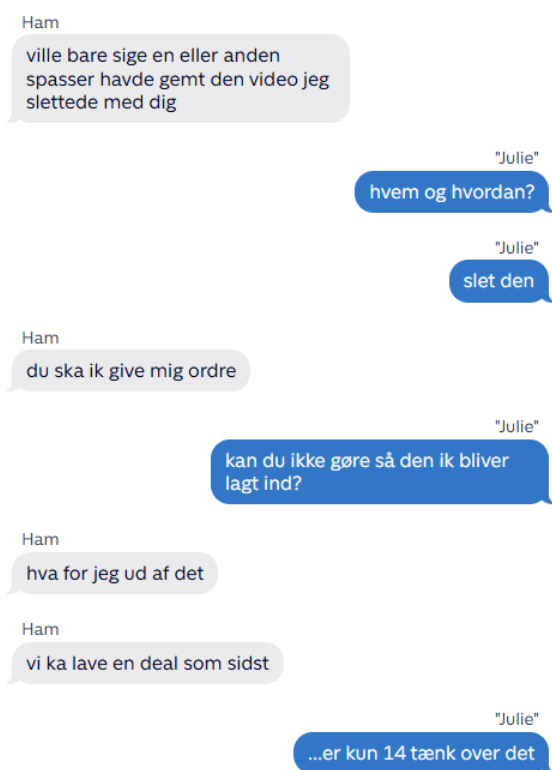 Ham
ville bare sige en eller anden
spasser havde gemt den video jeg
slettede med dig
"Julie"
hvem og hvordan?
"Julie"
slet den
Ham
du ska ik give mig ordre
"Julie"
kan du ikke gøre så den ik bliver
lagt ind?
Ham
hva for jeg ud af det
Ham
vi ka lave en deal som sidst
"Julie"
...er kun 14 tænk over det